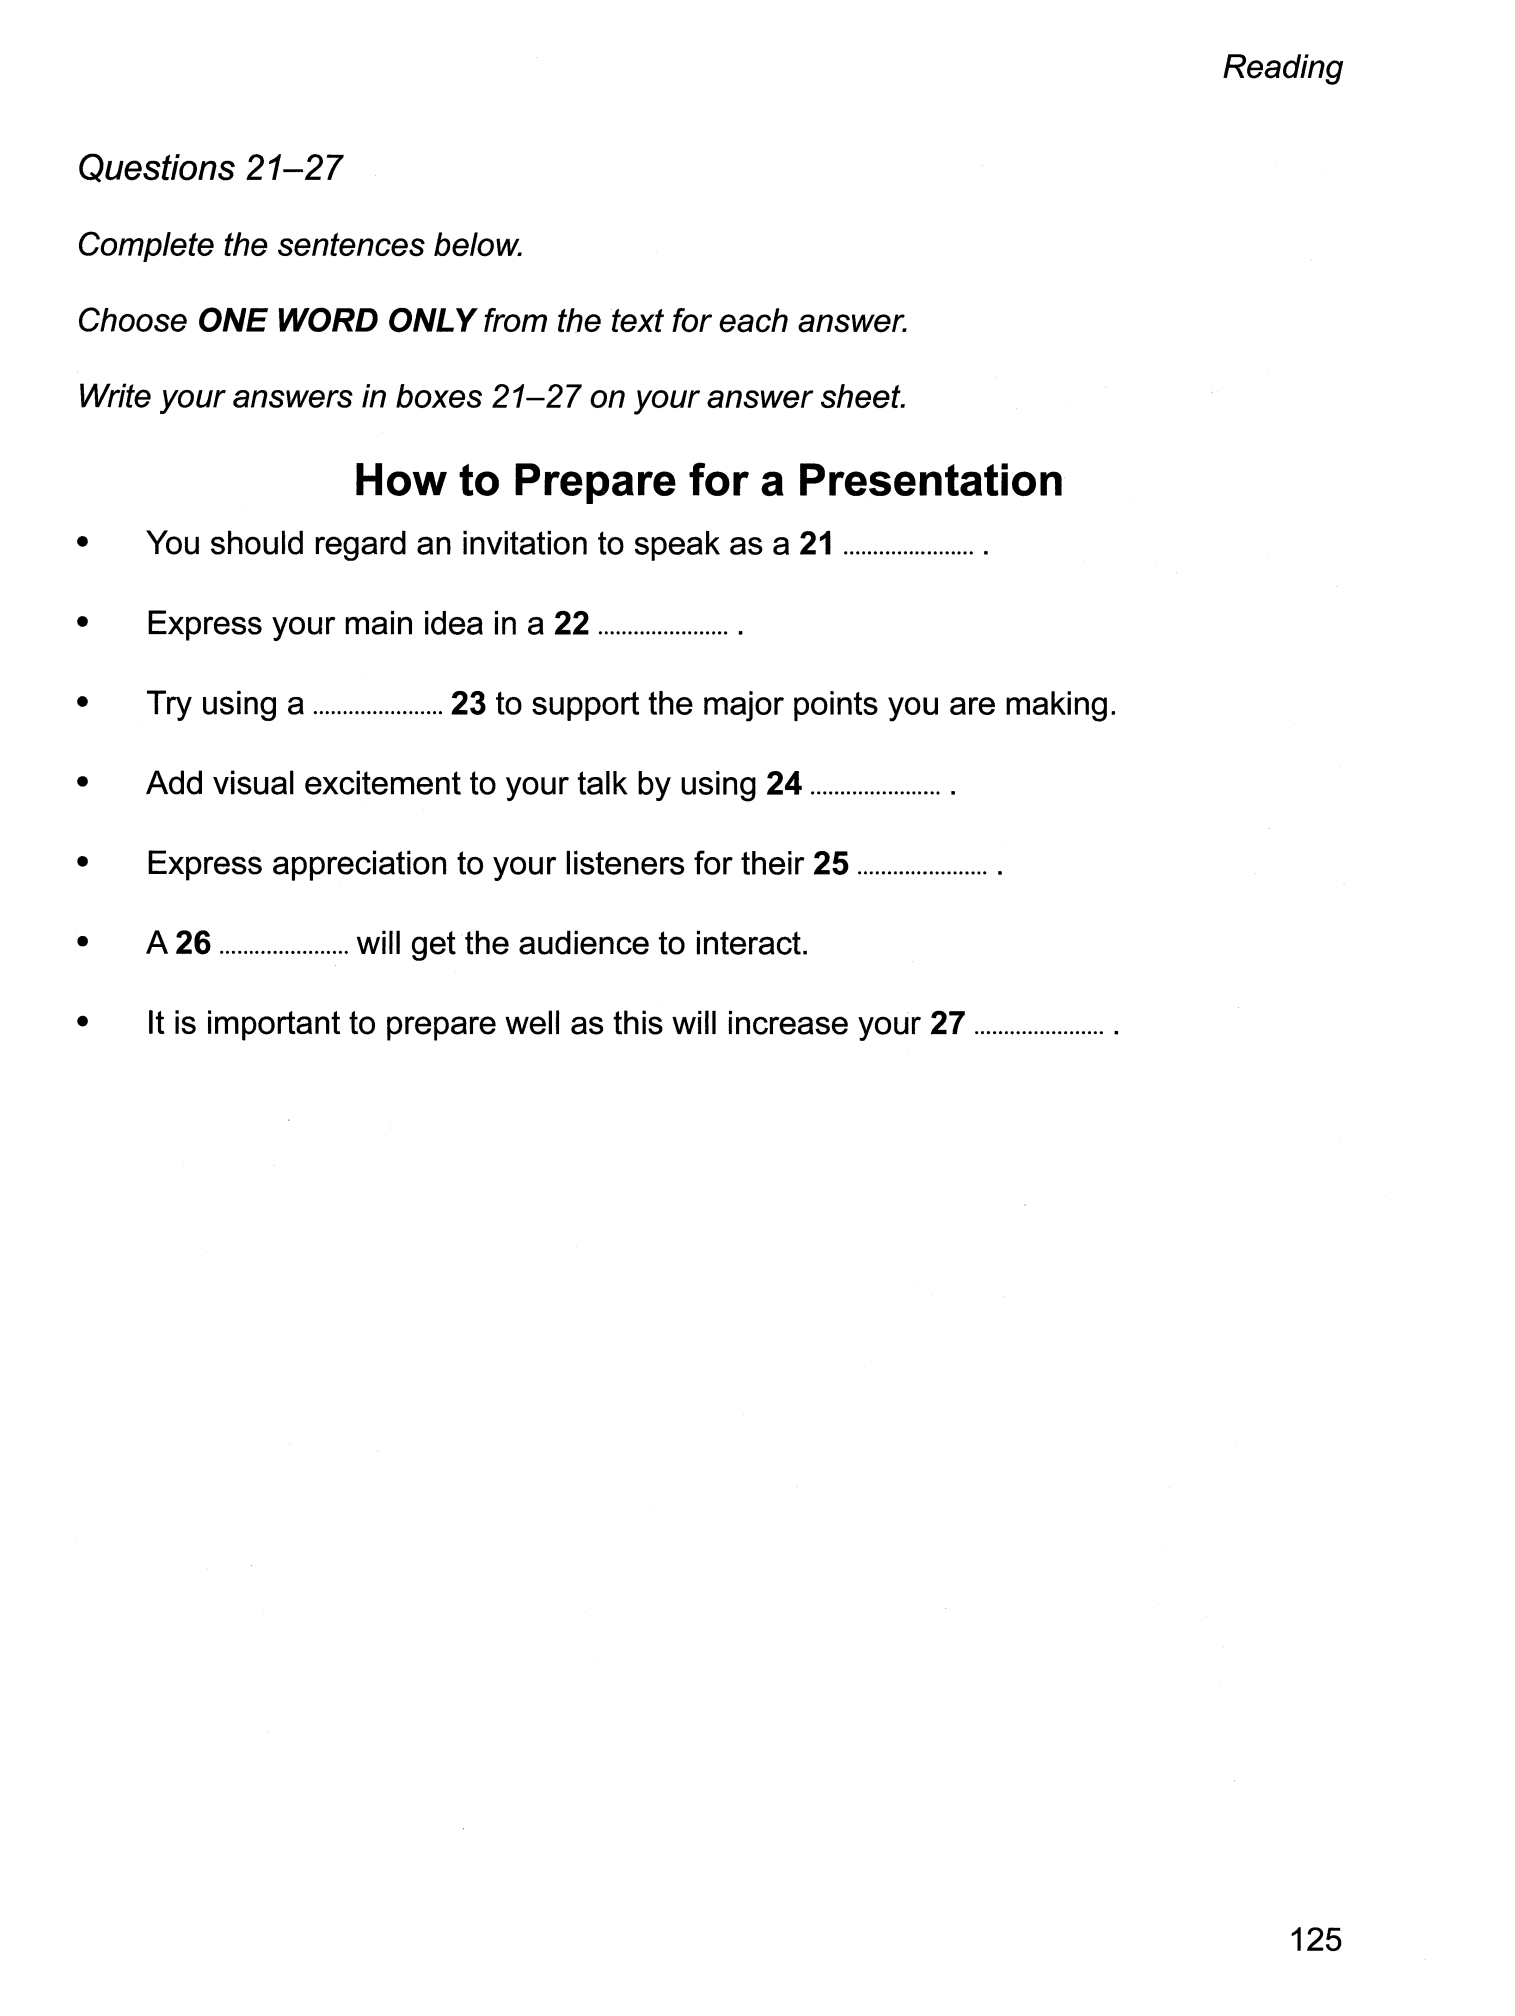 Reading
Questions 21–27
Complete the sentences below.
Choose ONE WORD ONLY from the text for each answer.
Write your answers in boxes 21–27 on your answer sheet.
How to Prepare for a Presentation
• You should regard an invitation to speak as a 21 ...................... .
• Express your main idea in a 22 ...................... .
• Try using a ...................... 23 to support the major points you are making.
• Add visual excitement to your talk by using 24 ...................... .
• Express appreciation to your listeners for their 25 ...................... .
• A 26 ...................... will get the audience to interact.
• It is important to prepare well as this will increase your 27 ...................... .
125